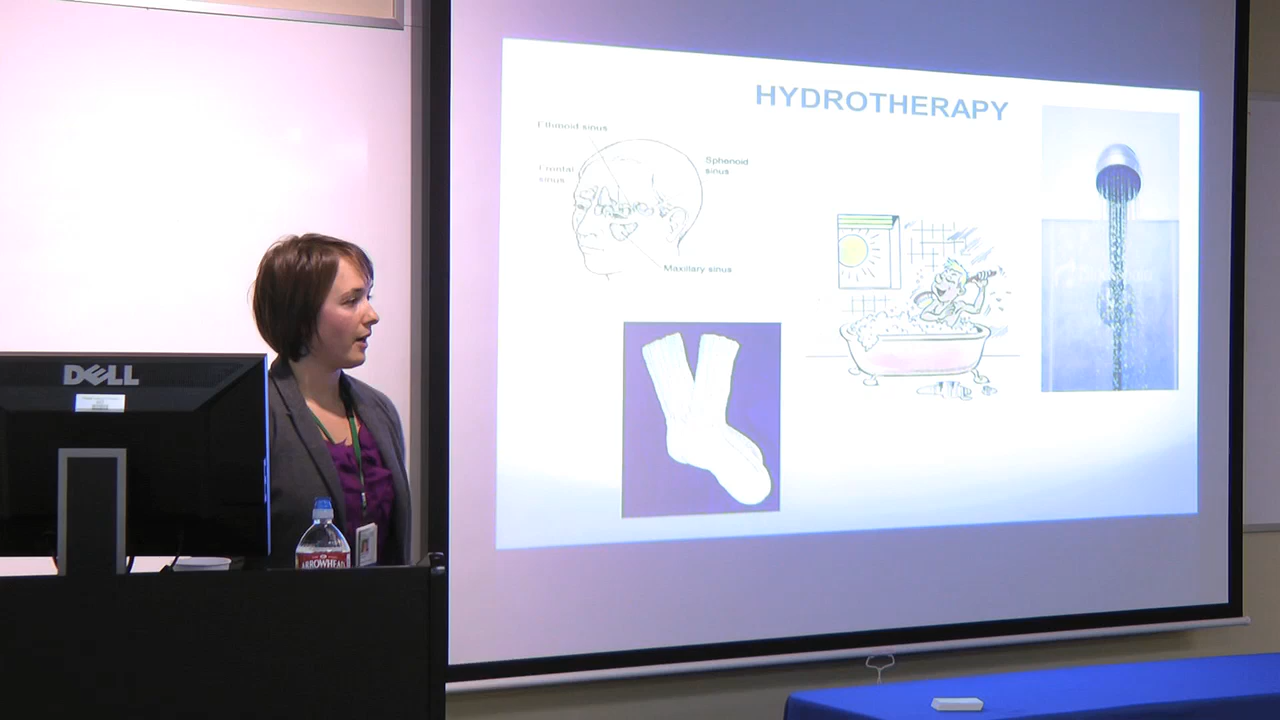 HYDROTHERAPY
Ethmoid sinus
Frontal
sinus
Sphenoid
sinus
Maxillary sinus
DELL
ARROWHEAD